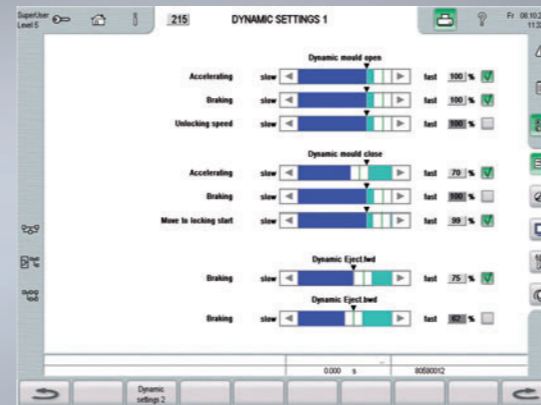 SuperUser
Level 5
215
DYNAMIC SETTINGS 1
Fr
Dynamic mould open
Accelerating slow fast 100 %
Braking slow fast 100 %
Unlocking speed slow fast 100 %
Dynamic mould close
Accelerating slow fast 70 %
Braking slow fast 100 %
Move to locking start slow fast 99 %
Dynamic Eject.fwd
Braking slow fast 75 %
Dynamic Eject.bwd
Braking slow fast 62 %
0.000 s 80590012
Dynamic
settings 2